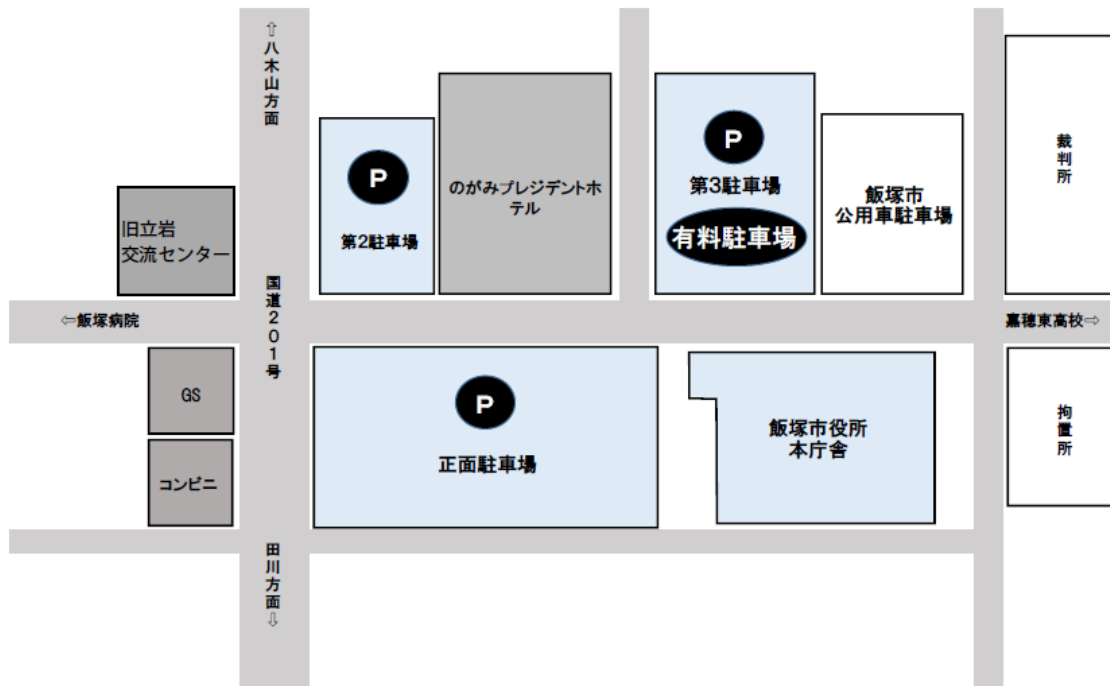 ⇧八木山方面
P
第2駐車場
のがみプレジデントホ
テル
P
第3駐車場
有料駐車場
飯塚市
公用車駐車場
裁判所
旧立岩
交流センター
国道201号
⇦飯塚病院
嘉穂東高校⇨
GS
コンビニ
P
正面駐車場
飯塚市役所
本庁舎
拘置所
田川方面⇩